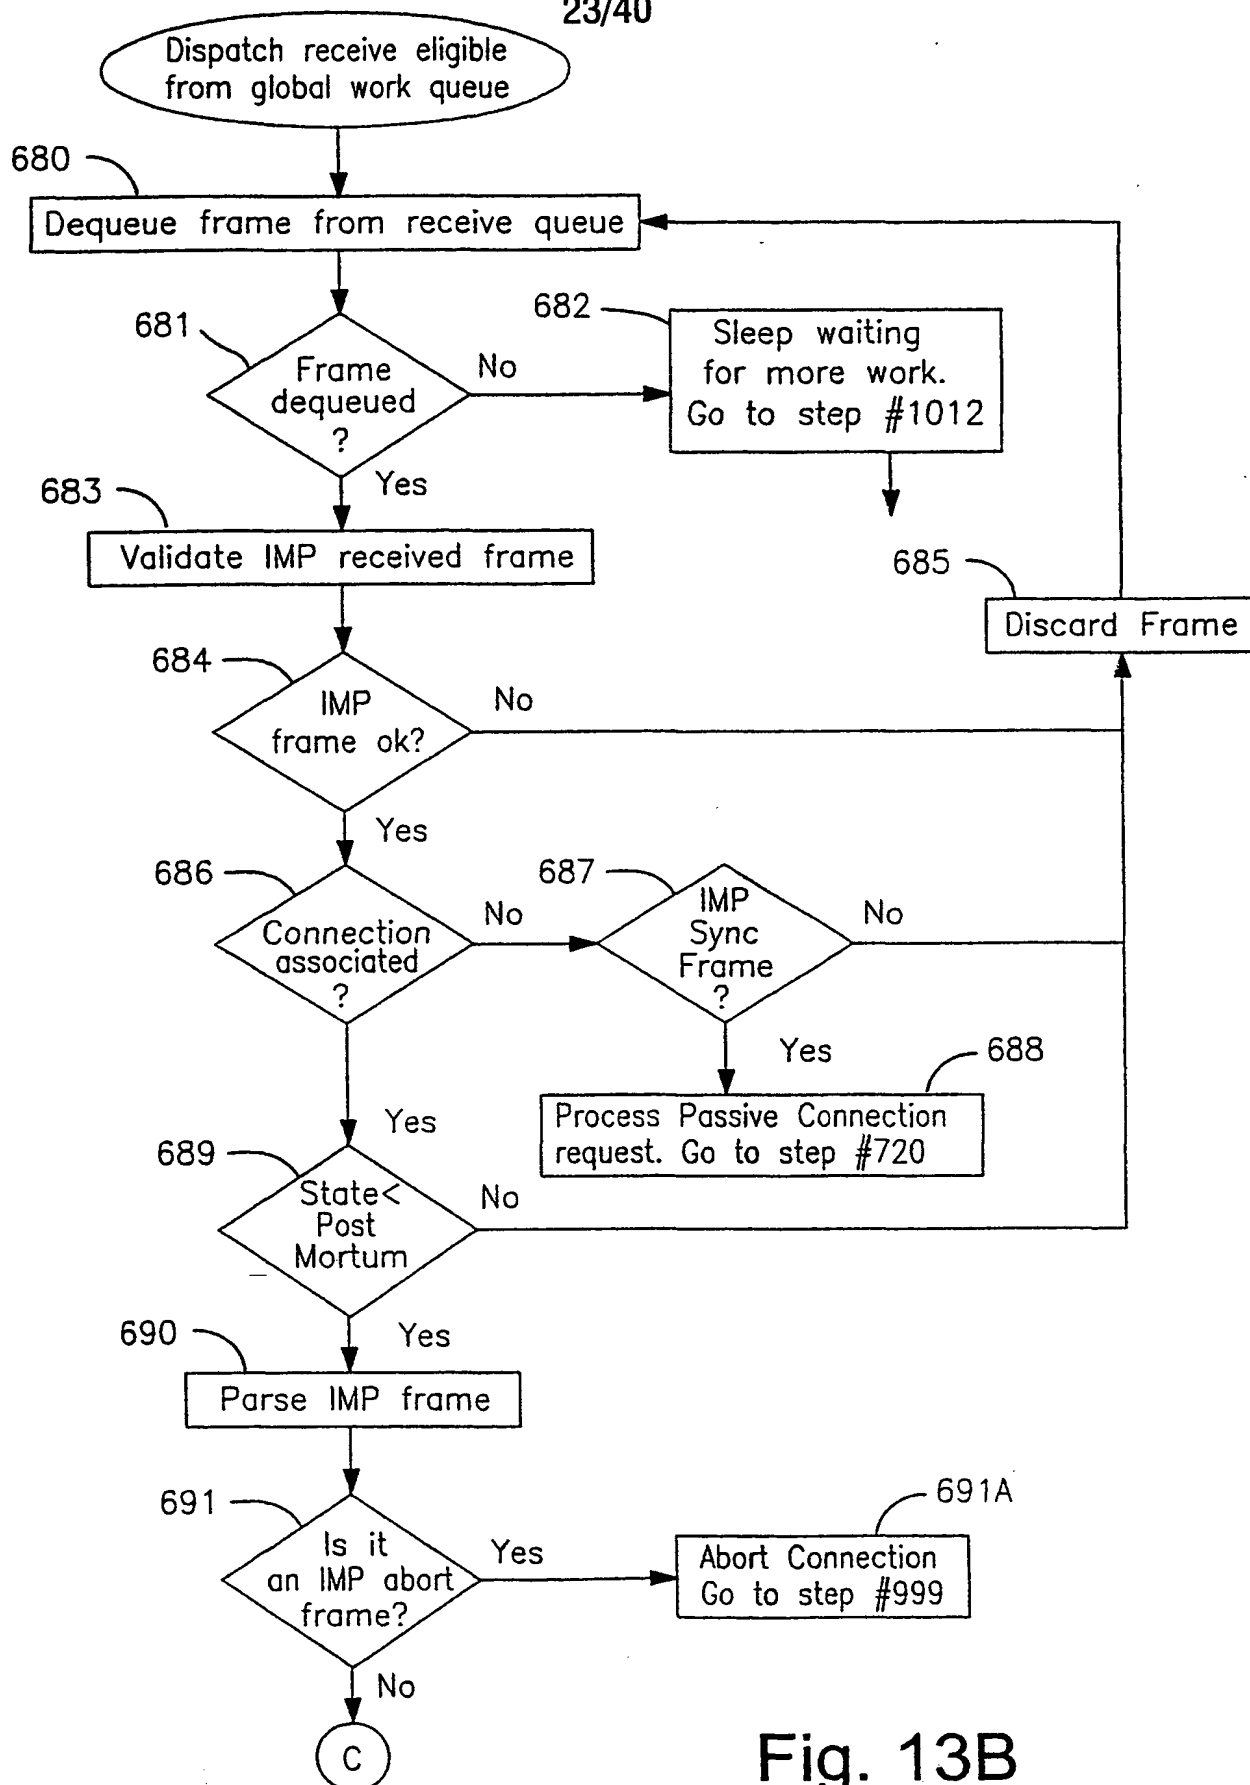 23/40
Dispatch receive eligible
from global work queue
680
Dequeue frame from receive queue
681
Frame
dequeued
?
No
682
Sleep waiting
for more work.
Go to step #1012
Yes
683
Validate IMP received frame
685
Discard Frame
684
IMP
frame ok?
No
Yes
686
Connection
associated
?
No
687
IMP
Sync
Frame
?
No
Yes
688
Process Passive Connection
request. Go to step #720
Yes
689
State<
Post
Mortum
No
Yes
690
Parse IMP frame
691
Is it
an IMP abort
frame?
Yes
691A
Abort Connection
Go to step #999
No
C
Fig. 13B